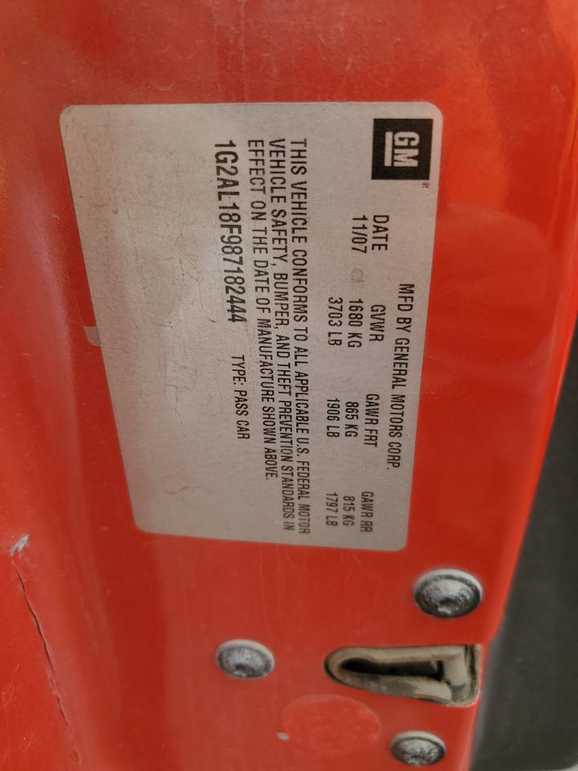 GM
MFD BY GENERAL MOTORS CORP.
DATE GVWR GAWR FRT GAWR RR
11/07 1680 KG 865 KG 815 KG
3703 LB 1906 LB 1797 LB
THIS VEHICLE CONFORMS TO ALL APPLICABLE U.S. FEDERAL MOTOR
VEHICLE SAFETY, BUMPER, AND THEFT PREVENTION STANDARDS IN
EFFECT ON THE DATE OF MANUFACTURE SHOWN ABOVE.
1G2AL18F987182444 TYPE: PASS CAR